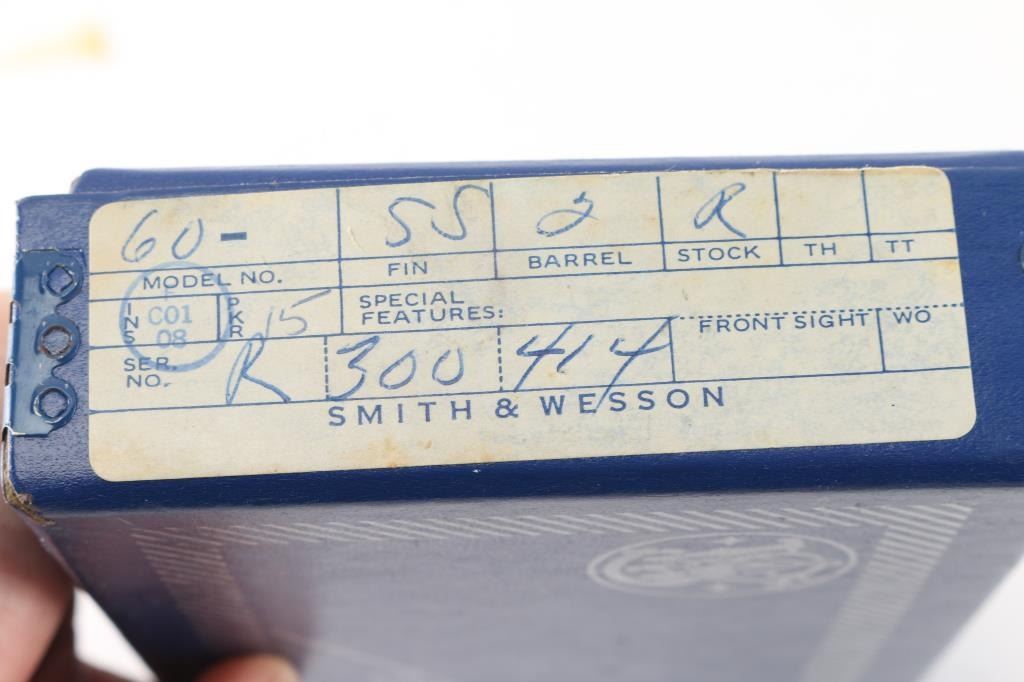 60- SS 2 R
MODEL NO. FIN BARREL STOCK TH TT
INS C01 08 PKR 15 SPECIAL FEATURES:
FRONT SIGHT WO
SER. NO. R 300 414
SMITH & WESSON